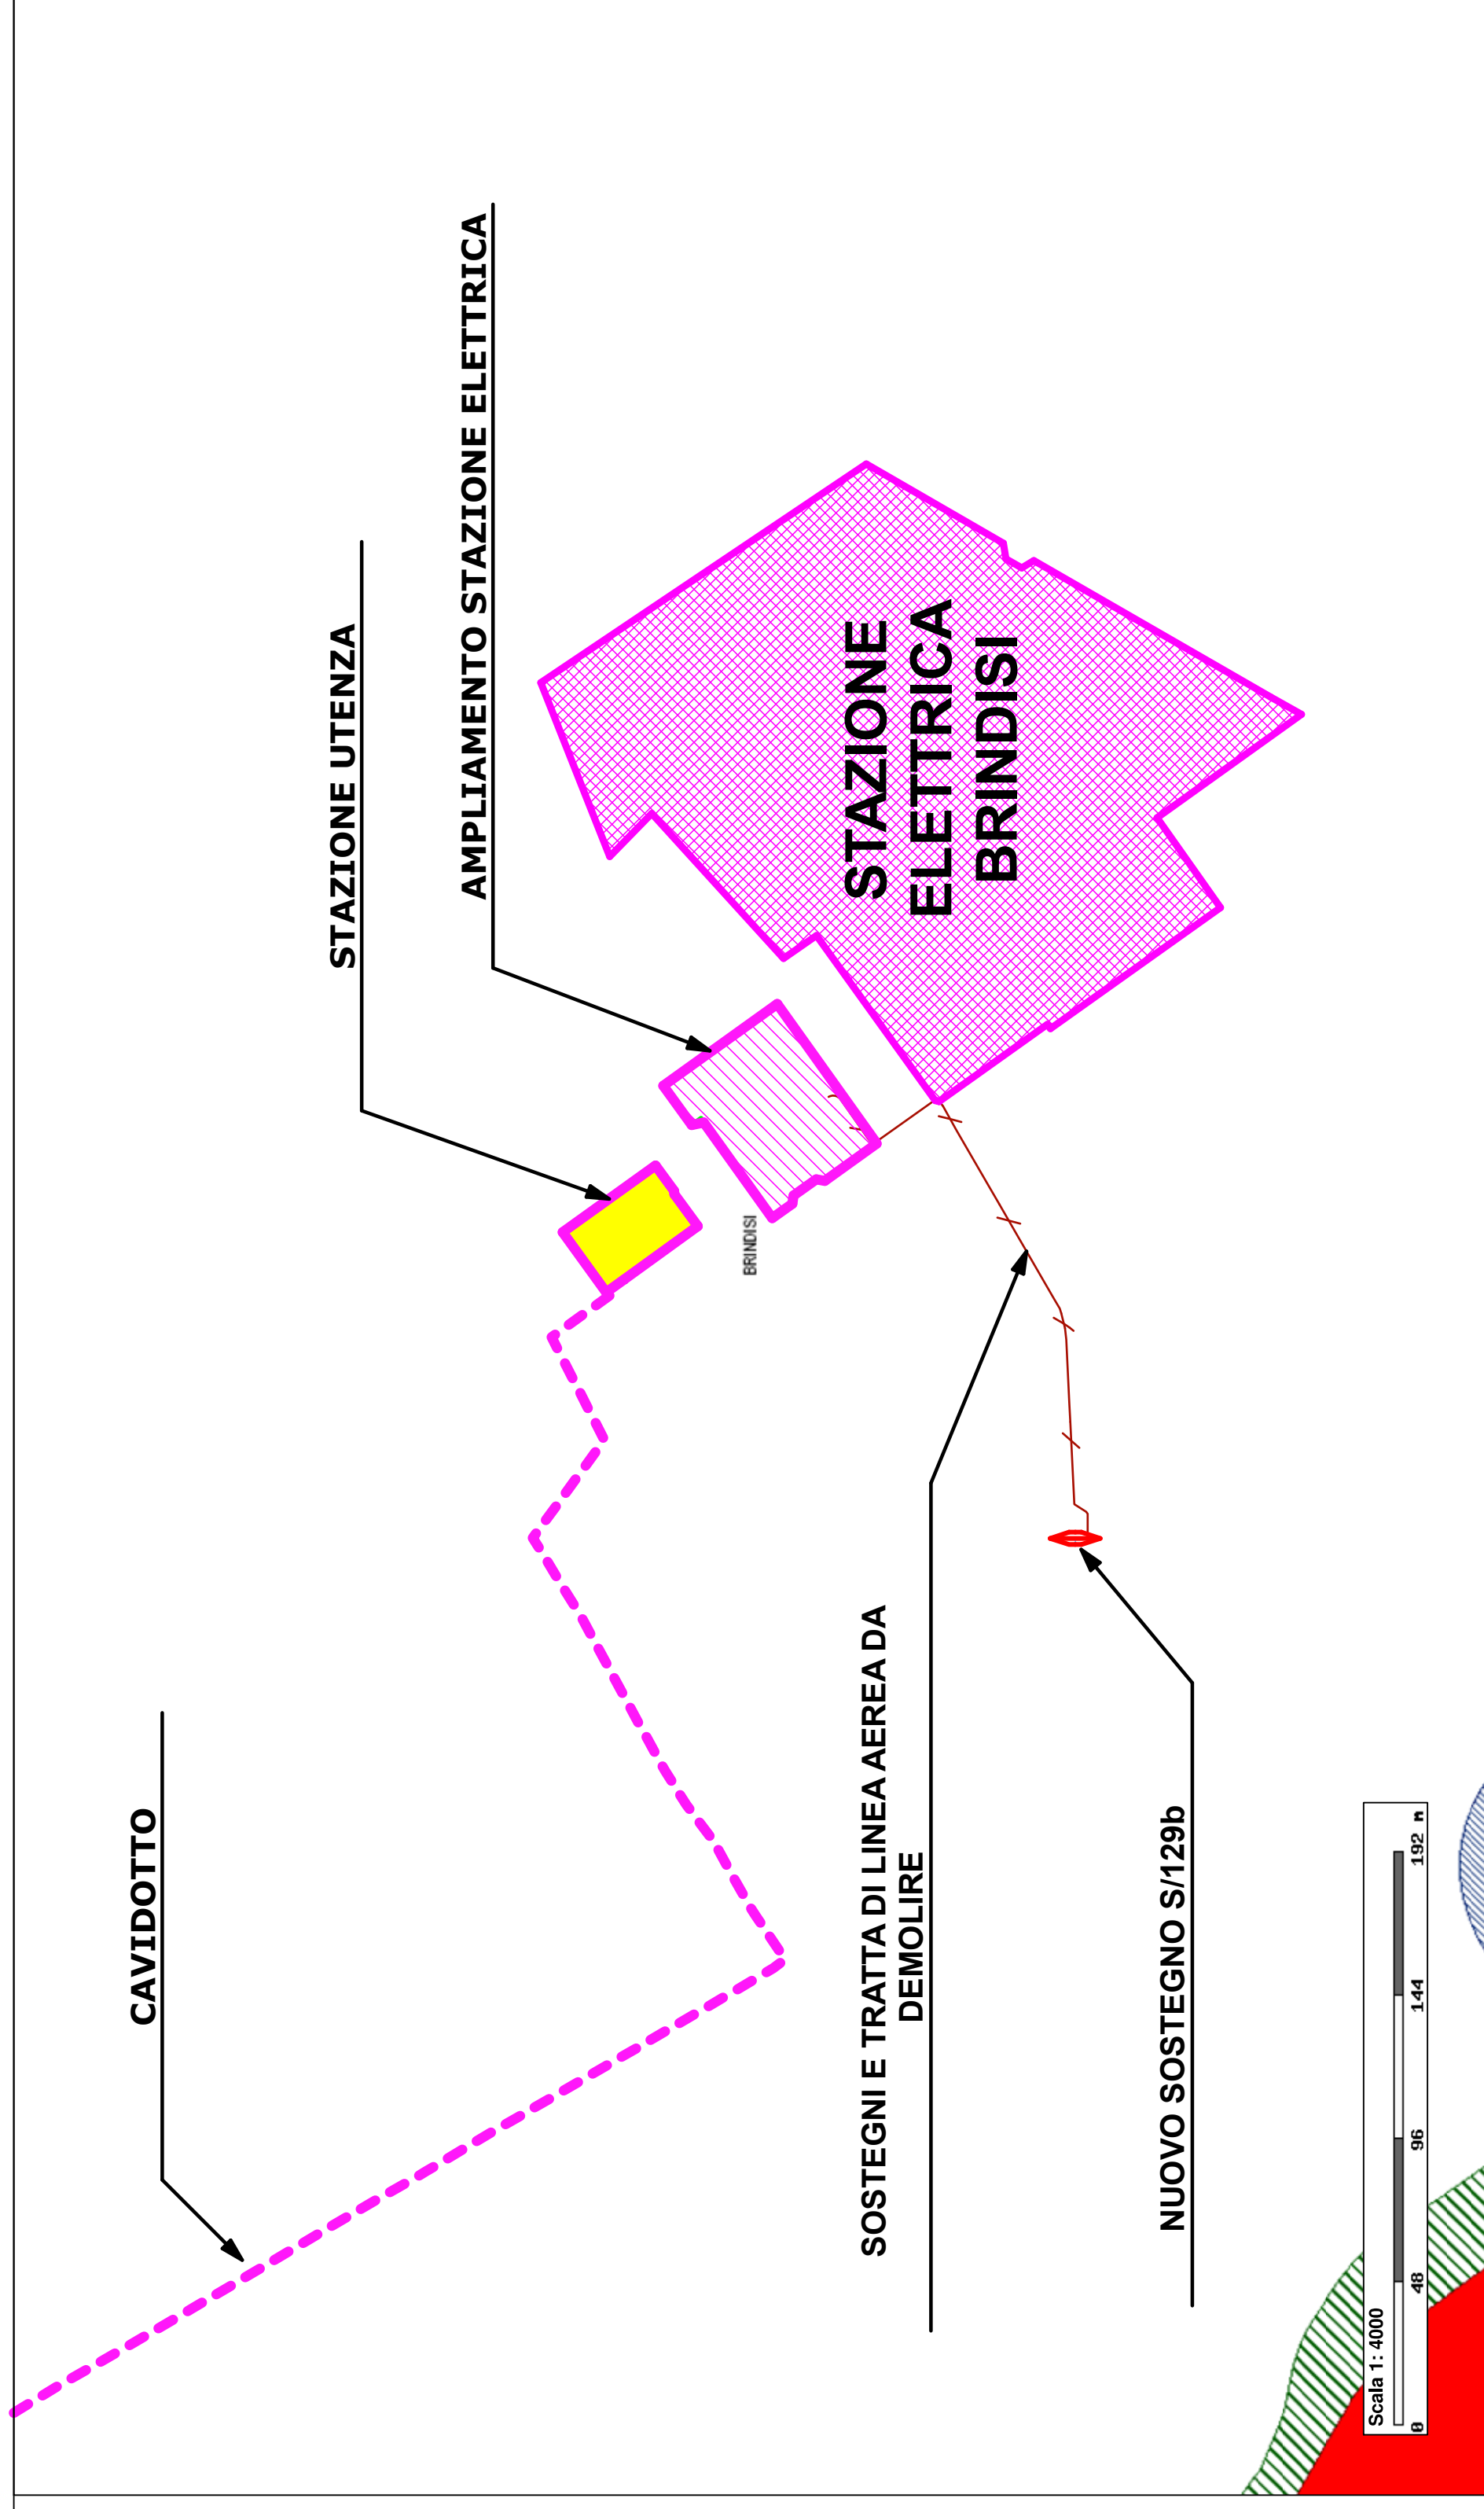 CAVIDOTTO
STAZIONE UTENZA
AMPLIAMENTO STAZIONE ELETTRICA
BRINDISI
STAZIONE
ELETTRICA
BRINDISI
SOSTEGNI E TRATTA DI LINEA AEREA DA
DEMOLIRE
NUOVO SOSTEGNO S/129b
Scala 1: 4000
0 48 96 144 192 m